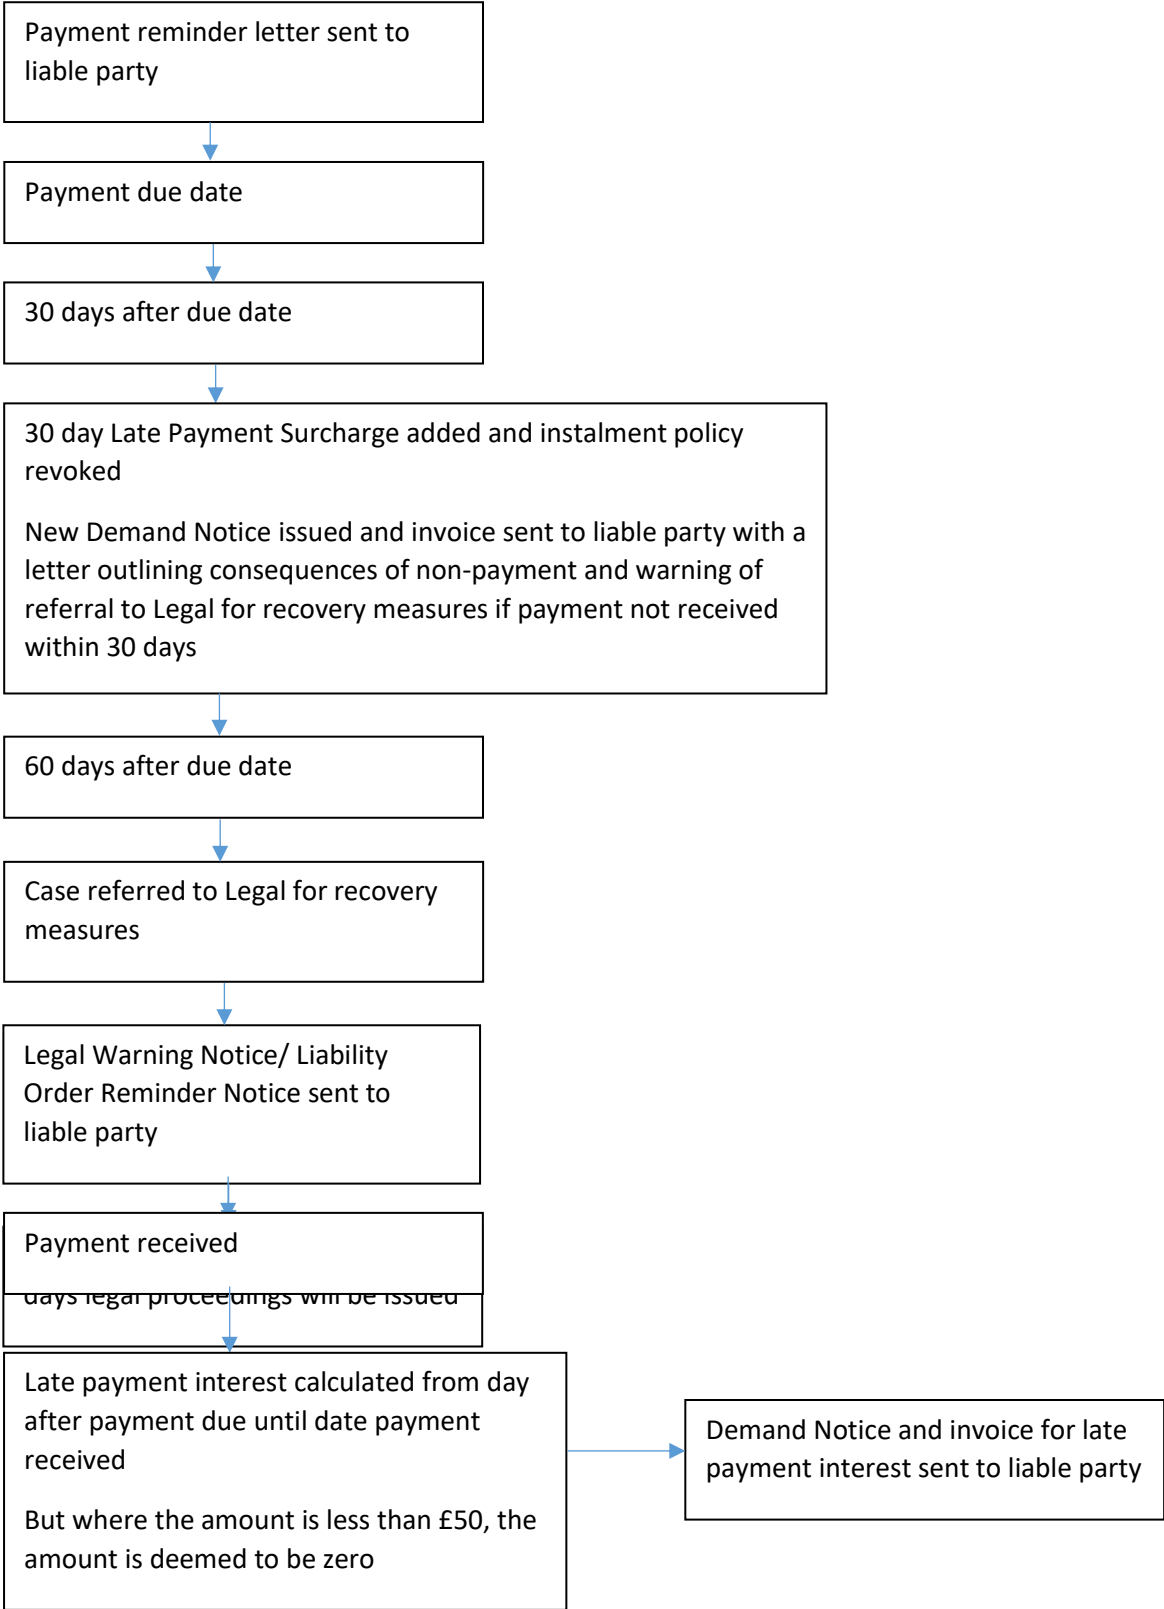 Payment reminder letter sent to
liable party
Payment due date
30 days after due date
30 day Late Payment Surcharge added and instalment policy
revoked
New Demand Notice issued and invoice sent to liable party with a
letter outlining consequences of non-payment and warning of
referral to Legal for recovery measures if payment not received
within 30 days
60 days after due date
Case referred to Legal for recovery
measures
Legal Warning Notice/ Liability
Order Reminder Notice sent to
liable party
Payment received
days legal proceedings will be issued
Late payment interest calculated from day
after payment due until date payment
received
But where the amount is less than £50, the
amount is deemed to be zero
Demand Notice and invoice for late
payment interest sent to liable party